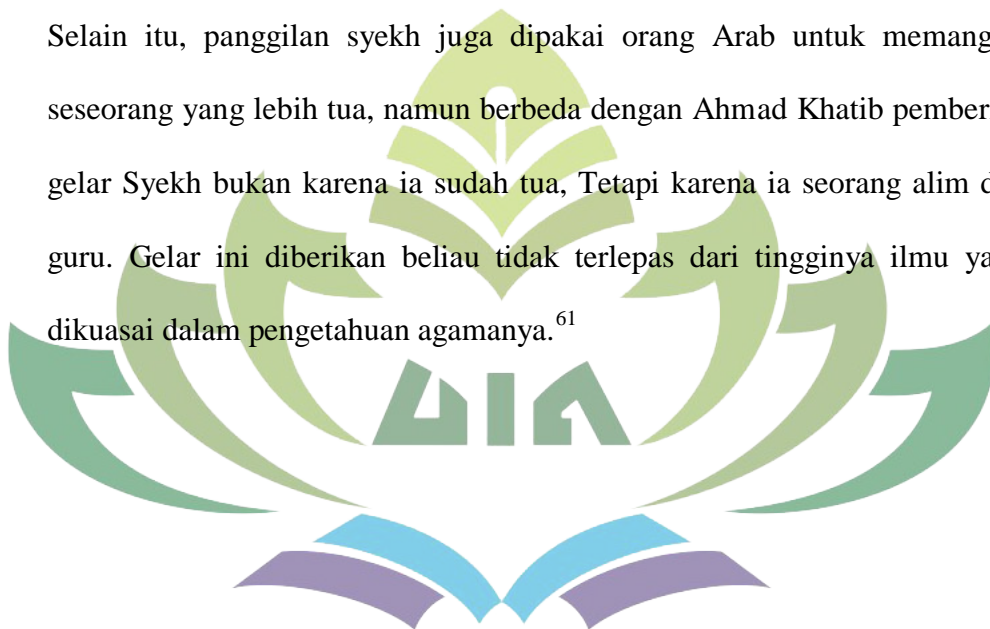 Selain itu, panggilan syekh juga dipakai orang Arab untuk memang
seseorang yang lebih tua, namun berbeda dengan Ahmad Khatib pember
gelar Syekh bukan karena ia sudah tua, Tetapi karena ia seorang alim d
guru. Gelar ini diberikan beliau tidak terlepas dari tingginya ilmu ya
dikuasai dalam pengetahuan agamanya.61
UIN